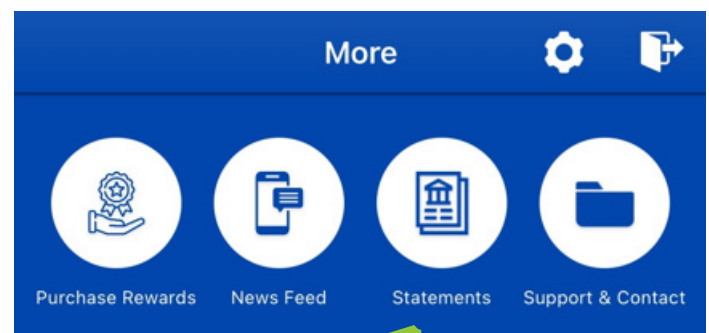 More
Purchase Rewards
News Feed
Statements
Support & Contact